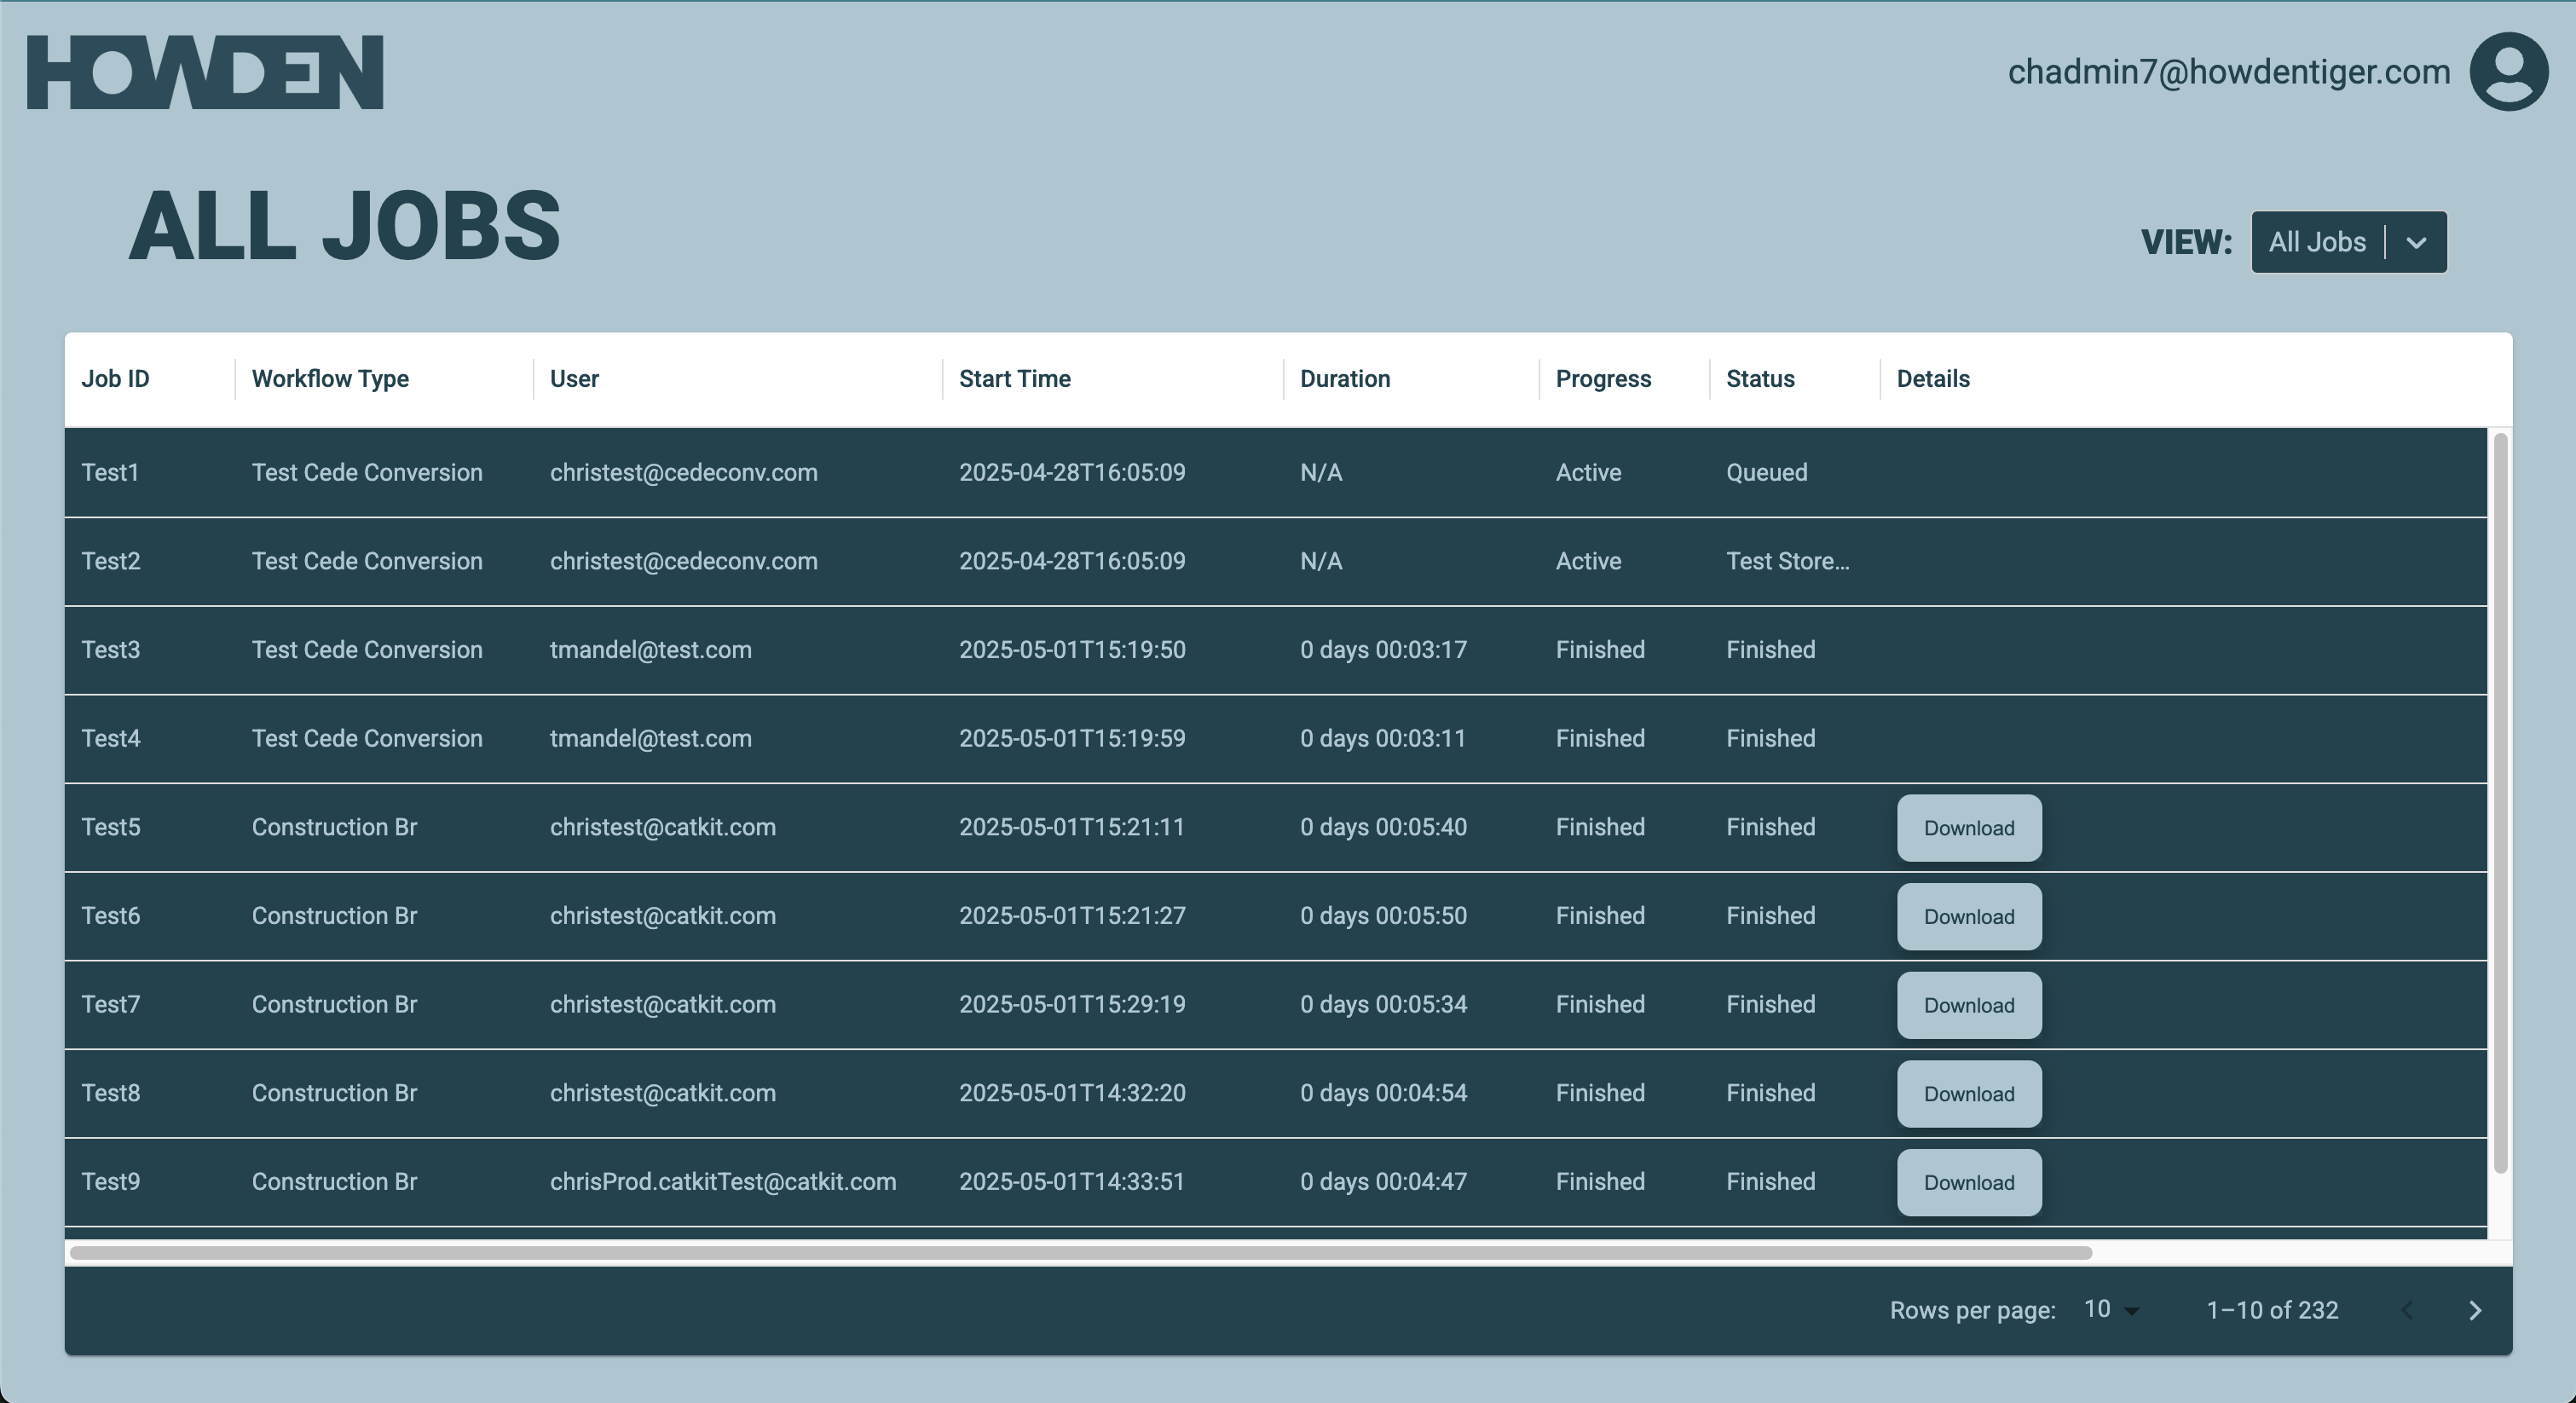 HOWDEN
chadmin7@howdentiger.com
ALL JOBS
VIEW: All Jobs
Job ID Workflow Type User Start Time Duration Progress Status Details
Test1 Test Cede Conversion christest@cedeconv.com 2025-04-28T16:05:09 N/A Active Queued
Test2 Test Cede Conversion christest@cedeconv.com 2025-04-28T16:05:09 N/A Active Test Store...
Test3 Test Cede Conversion tmandel@test.com 2025-05-01T15:19:50 0 days 00:03:17 Finished Finished
Test4 Test Cede Conversion tmandel@test.com 2025-05-01T15:19:59 0 days 00:03:11 Finished Finished
Test5 Construction Br christest@catkit.com 2025-05-01T15:21:11 0 days 00:05:40 Finished Finished Download
Test6 Construction Br christest@catkit.com 2025-05-01T15:21:27 0 days 00:05:50 Finished Finished Download
Test7 Construction Br christest@catkit.com 2025-05-01T15:29:19 0 days 00:05:34 Finished Finished Download
Test8 Construction Br christest@catkit.com 2025-05-01T14:32:20 0 days 00:04:54 Finished Finished Download
Test9 Construction Br chrisProd.catkitTest@catkit.com 2025-05-01T14:33:51 0 days 00:04:47 Finished Finished Download
Rows per page: 10 1–10 of 232